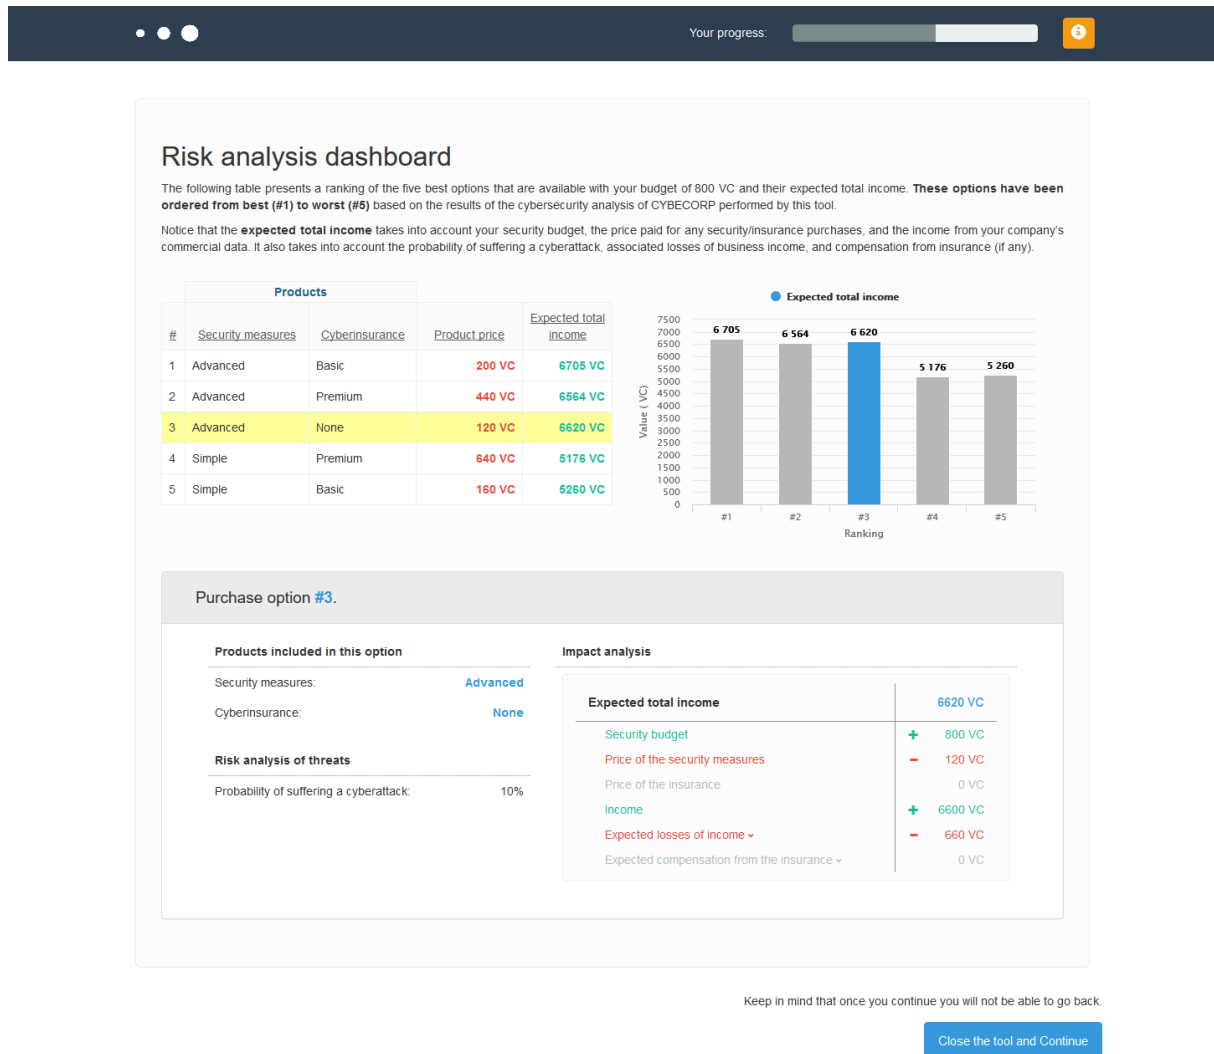 Your progress:
Risk analysis dashboard
The following table presents a ranking of the five best options that are available with your budget of 800 VC and their expected total income. These options have been
ordered from best (#1) to worst (#5) based on the results of the cybersecurity analysis of CYBECORP performed by this tool.
Notice that the expected total income takes into account your security budget, the price paid for any security/insurance purchases, and the income from your company's
commercial data. It also takes into account the probability of suffering a cyberattack, associated losses of business income, and compensation from insurance (if any).
Products
# Security measures Cyberinsurance Product price Expected total income
1 Advanced Basic 200 VC 6705 VC
2 Advanced Premium 440 VC 6564 VC
3 Advanced None 120 VC 6620 VC
4 Simple Premium 640 VC 5176 VC
5 Simple Basic 160 VC 5260 VC
Expected total income
7500
7000
6500
6000
5500
5000
4500
4000
3500
3000
2500
2000
1500
1000
500
0
Value ( VC)
6 705
6 564
6 620
5 176
5 260
#1 #2 #3 #4 #5
Ranking
Purchase option #3.
Products included in this option
Security measures: Advanced
Cyberinsurance: None
Risk analysis of threats
Probability of suffering a cyberattack: 10%
Impact analysis
Expected total income 6620 VC
Security budget + 800 VC
Price of the security measures - 120 VC
Price of the insurance 0 VC
Income + 6600 VC
Expected losses of income - 660 VC
Expected compensation from the insurance 0 VC
Keep in mind that once you continue you will not be able to go back.
Close the tool and Continue